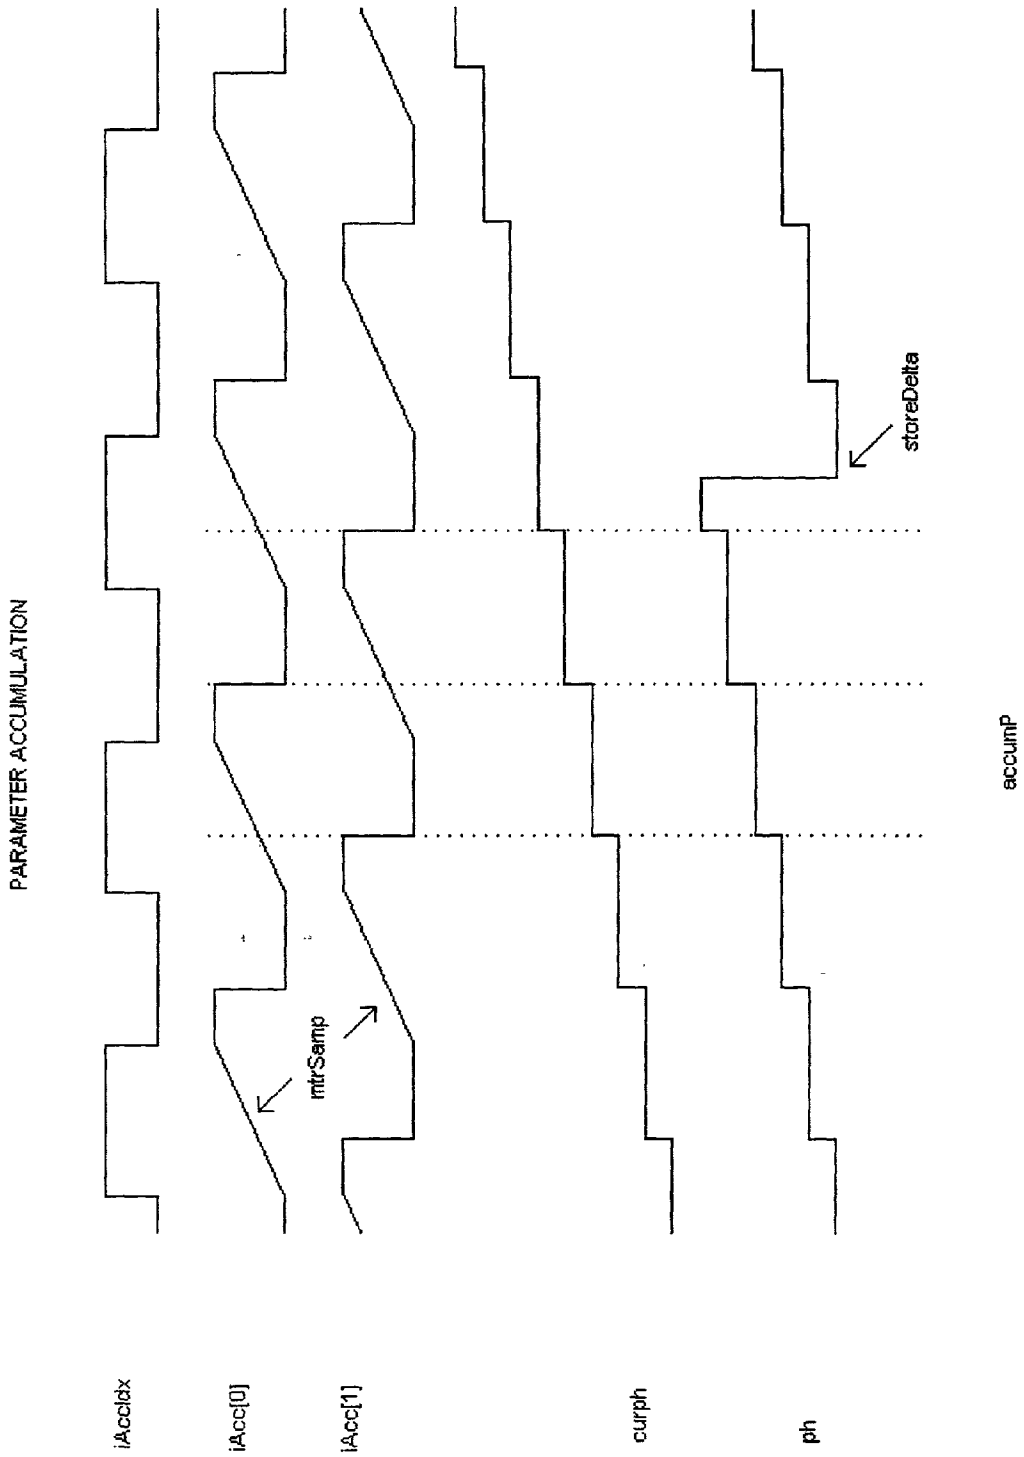 PARAMETER ACCUMULATION
iAccIdx
iAcc[0]
mtrSamp
iAcc[1]
curph
storeDelta
ph
accumP